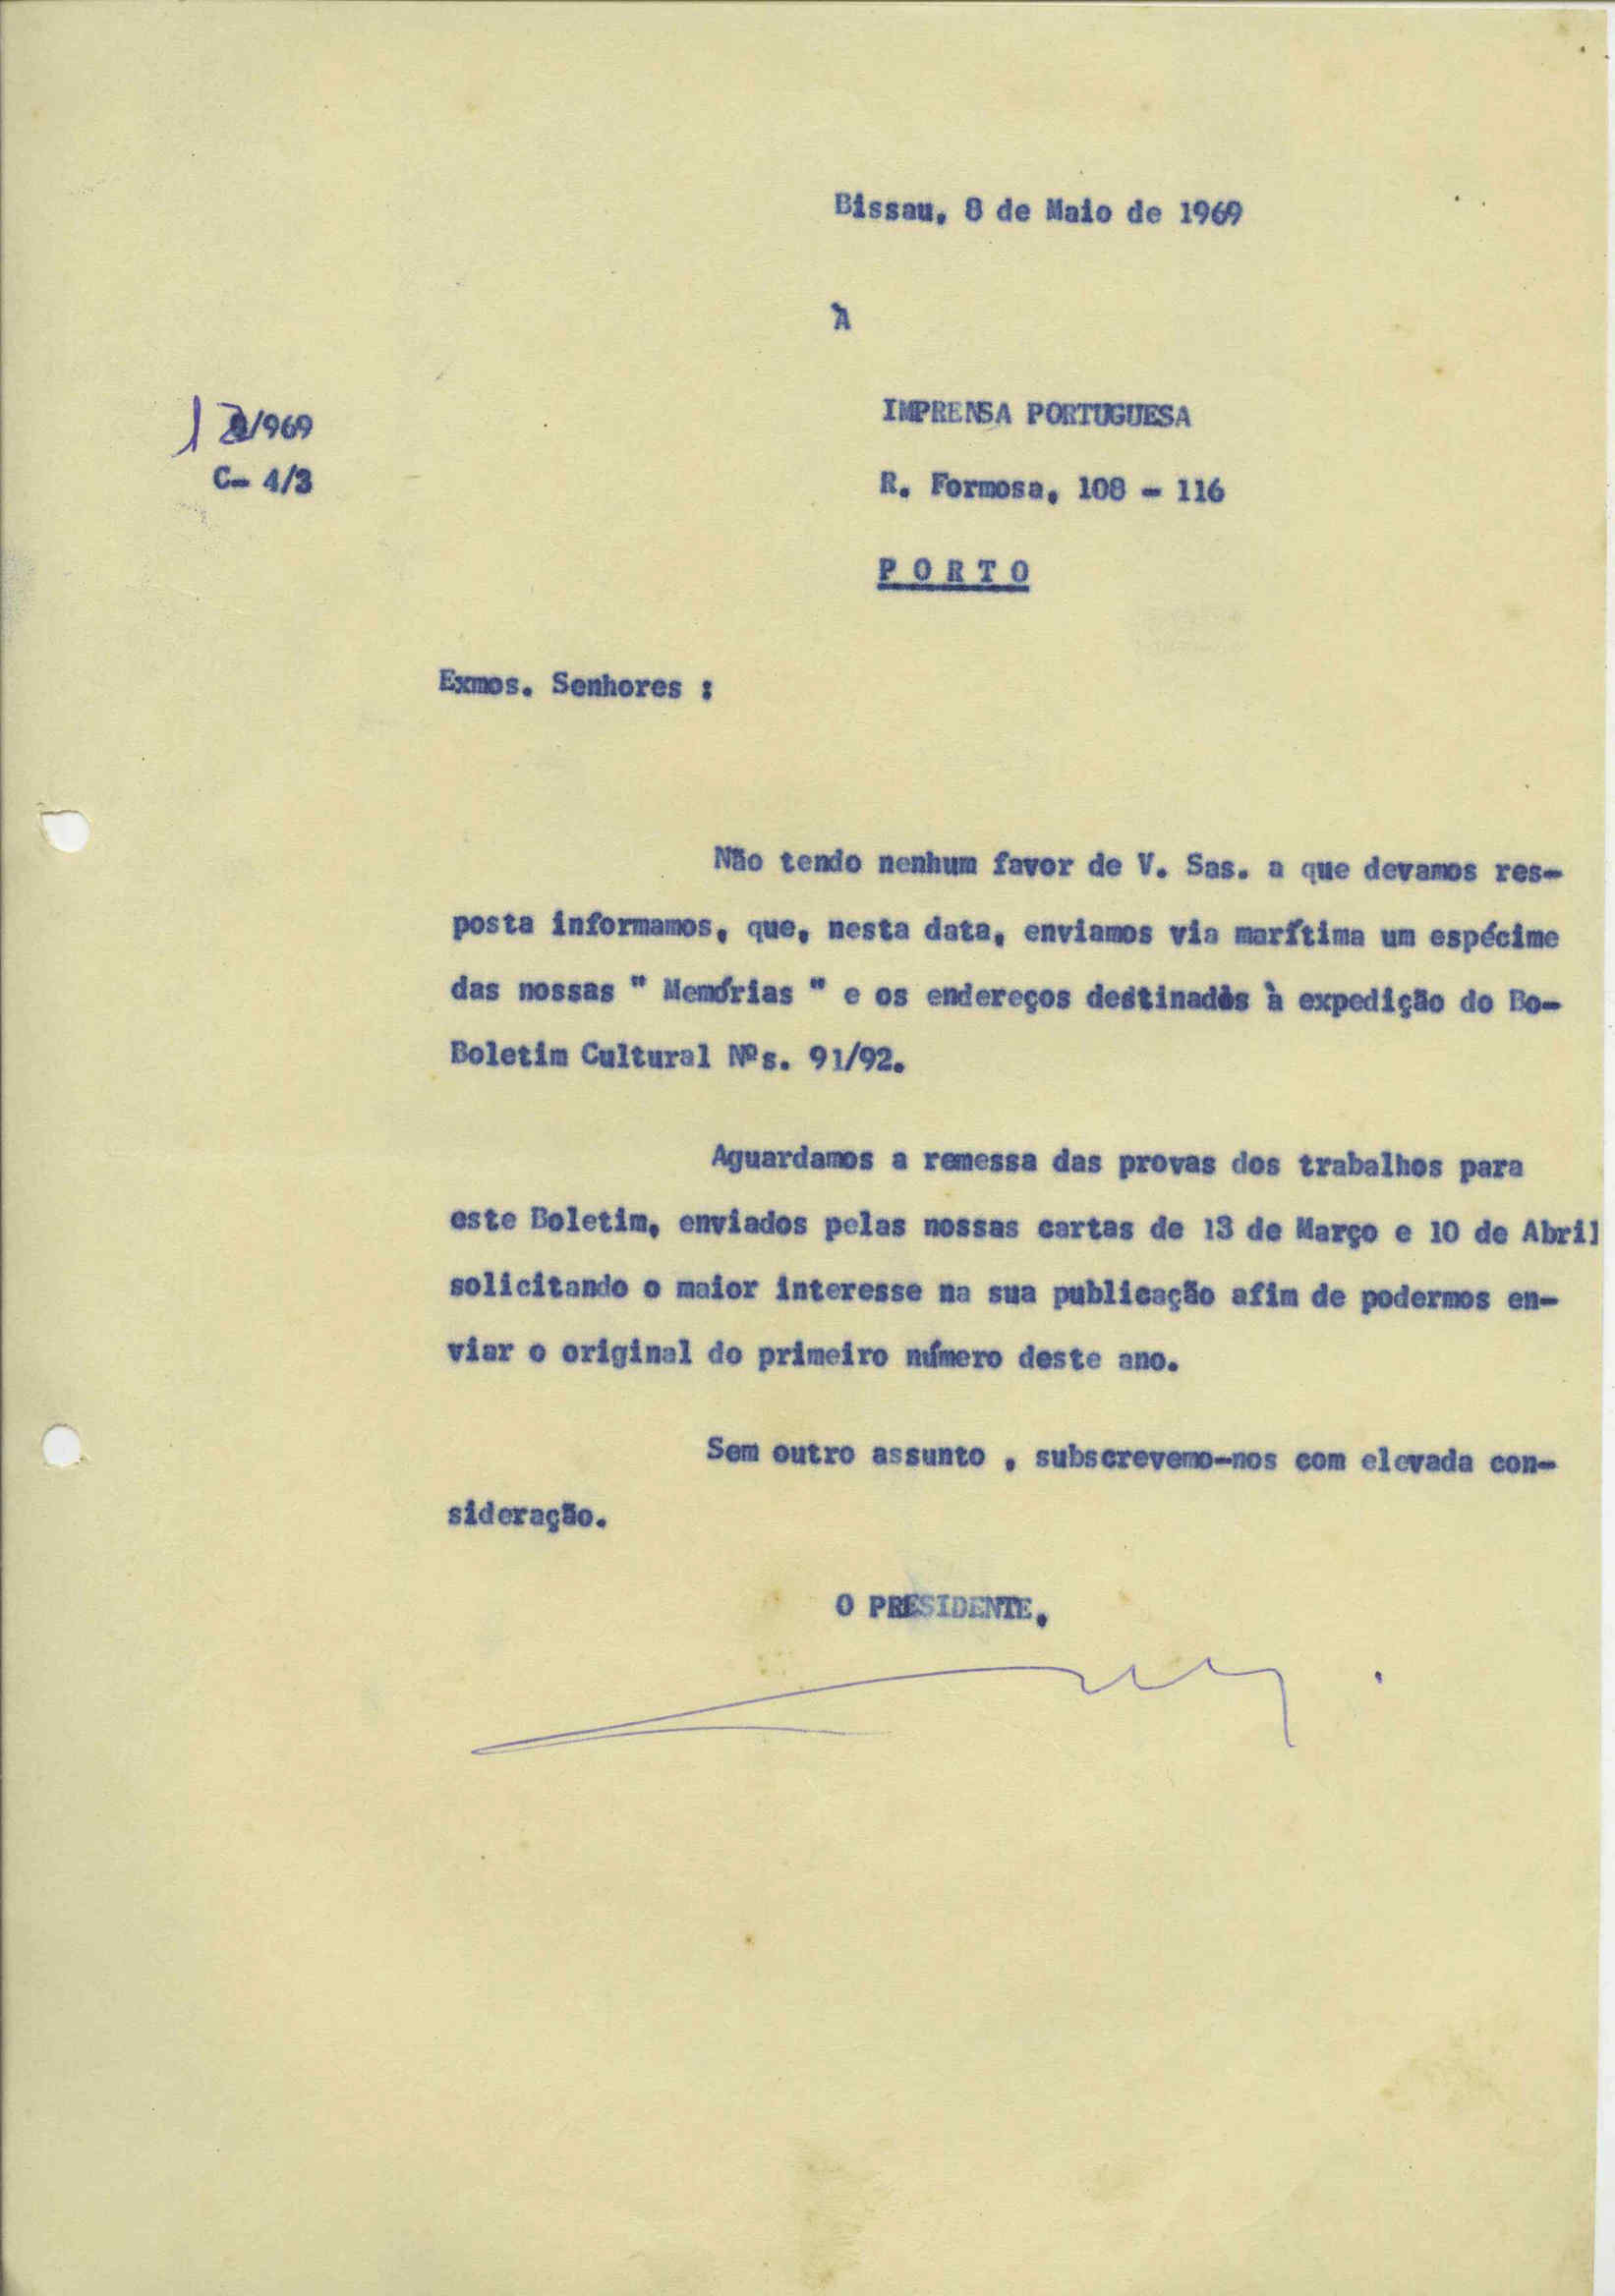 Bissau, 8 de Maio de 1969
À
IMPRENSA PORTUGUESA
/969
C- 4/3
R. Formosa, 108 - 116
P O R T O
Exmos. Senhores :
Não tendo nenhum favor de V. Sas. a que devamos res-
posta informamos, que, nesta data, enviamos via marítima um espécime
das nossas " Memórias " e os endereços destinados à expedição do Bo-
Boletim Cultural Nºs. 91/92.
Aguardamos a remessa das provas dos trabalhos para
este Boletim, enviados pelas nossas cartas de 13 de Março e 10 de Abril
solicitando o maior interesse na sua publicação afim de podermos en-
viar o original do primeiro número deste ano.
Sem outro assunto , subscrevemo-nos com elevada con-
sideração.
O PRESIDENTE,